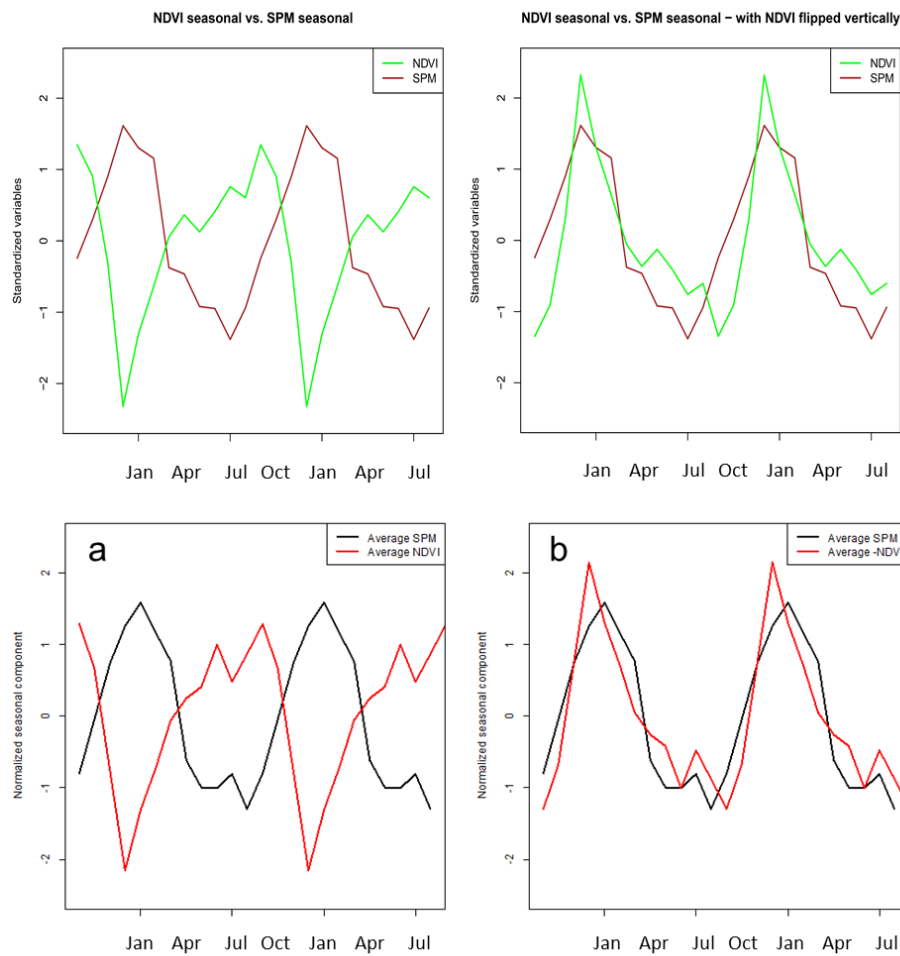 NDVI seasonal vs. SPM seasonal
NDVI
SPM
Standardized variables
2
1
0
-1
-2
Jan Apr Jul Oct Jan Apr Jul
NDVI seasonal vs. SPM seasonal – with NDVI flipped vertically
NDVI
SPM
Standardized variables
2
1
0
-1
-2
Jan Apr Jul Oct Jan Apr Jul
a
Average SPM
Average NDVI
Normalized seasonal component
2
1
0
-1
-2
Jan Apr Jul Oct Jan Apr Jul
b
Average SPM
Average -NDV
Normalized seasonal component
2
1
0
-1
-2
Jan Apr Jul Oct Jan Apr Jul